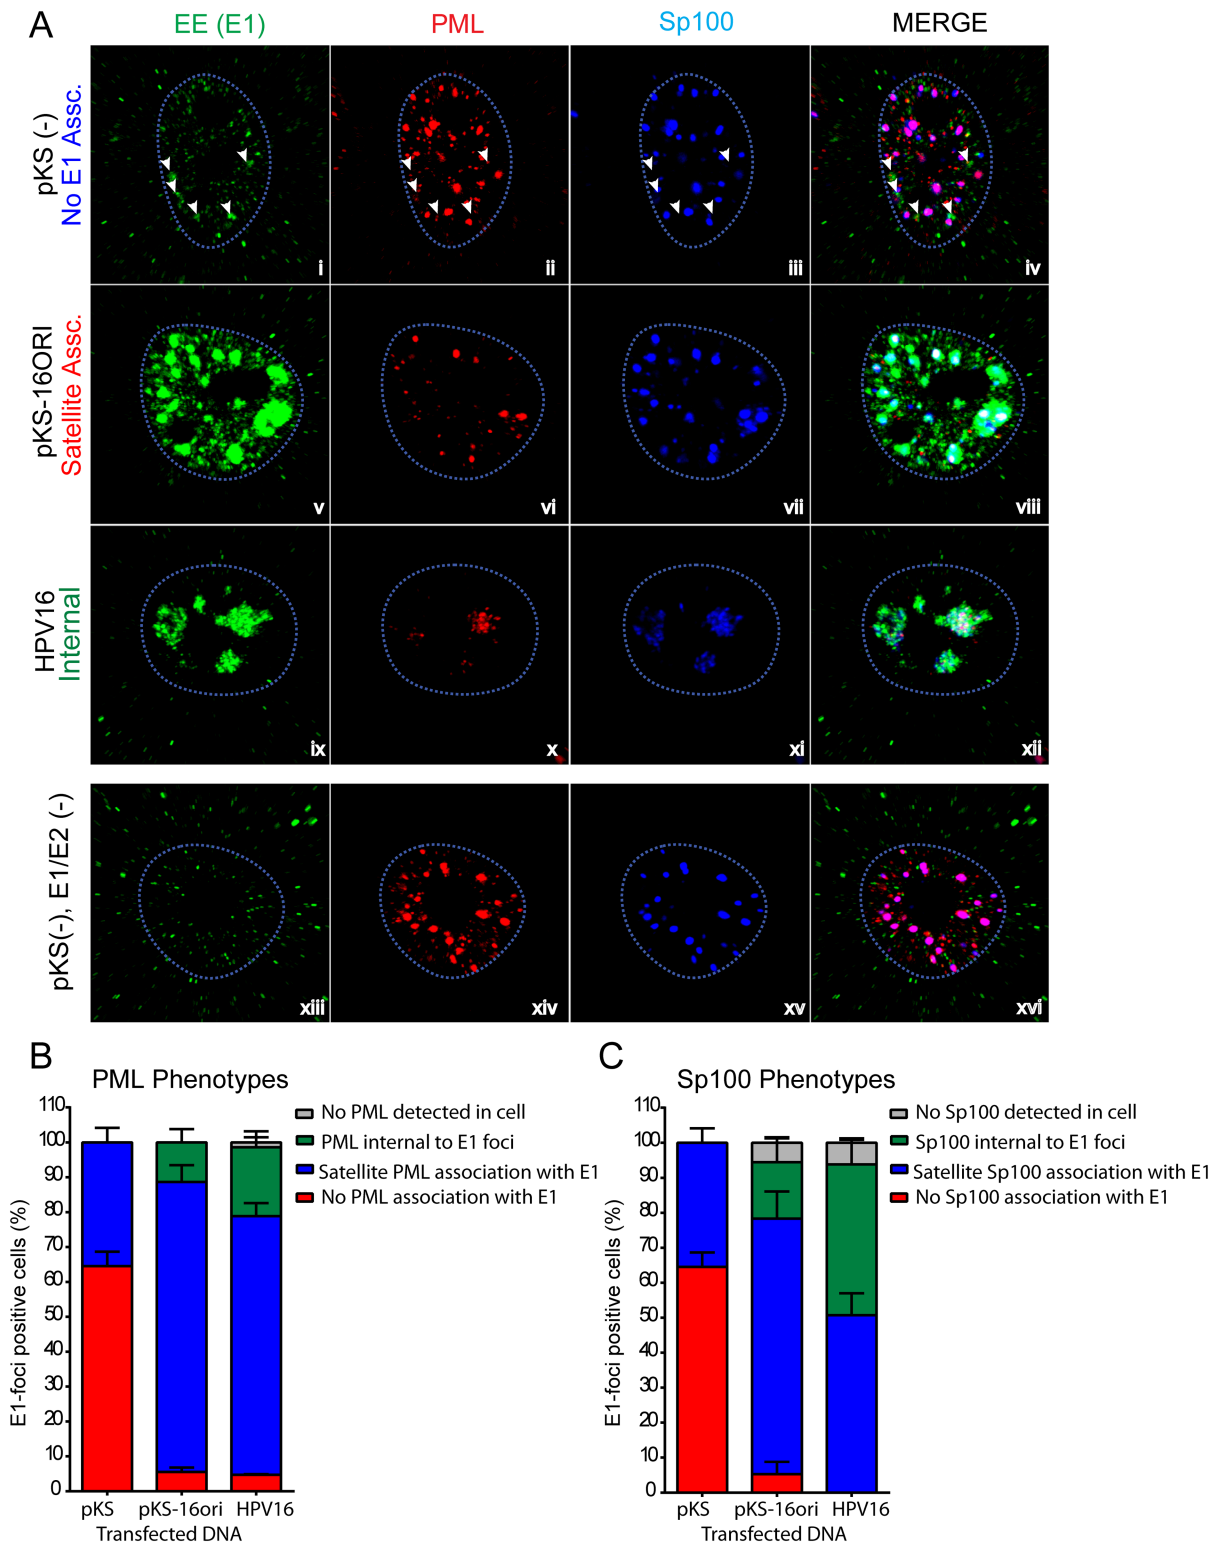 A
EE (E1)
PML
Sp100
MERGE
pKS (-)
No E1 Assc.
i
ii
iii
iv
pKS-16ORI
Satellite Assc.
v
vi
vii
viii
HPV16
Internal
ix
x
xi
xii
pKS(-), E1/E2 (-)
xiii
xiv
xv
xvi
B
PML Phenotypes
E1-foci positive cells (%)
110
100
90
80
70
60
50
40
30
20
10
0
No PML detected in cell
PML internal to E1 foci
Satellite PML association with E1
No PML association with E1
pKS
pKS-16ori
HPV16
Transfected DNA
C
Sp100 Phenotypes
E1-foci positive cells (%)
110
100
90
80
70
60
50
40
30
20
10
0
No Sp100 detected in cell
Sp100 internal to E1 foci
Satellite Sp100 association with E1
No Sp100 association with E1
pKS
pKS-16ori
HPV16
Transfected DNA